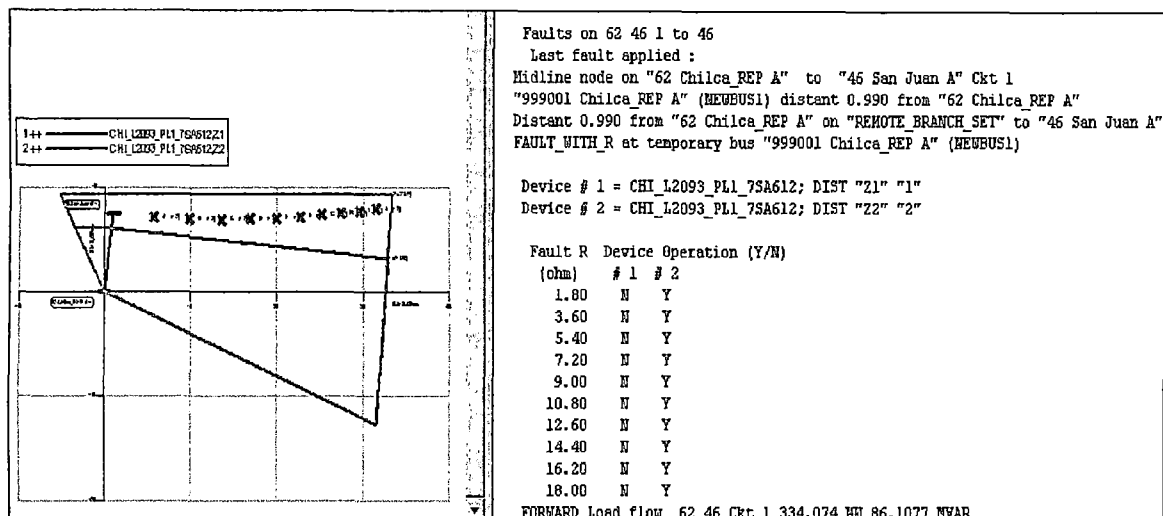 1++ CHI_L2093_PL1_7SA612,Z1
2++ CHI_L2093_PL1_7SA612,Z2
Faults on 62 46 1 to 46
Last fault applied :
Midline node on "62 Chilca_REP A" to "46 San Juan A" Ckt 1
"999001 Chilca_REP A" (NEWBUS1) distant 0.990 from "62 Chilca_REP A"
Distant 0.990 from "62 Chilca_REP A" on "REMOTE_BRANCH_SET" to "46 San Juan A"
FAULT_WITH_R at temporary bus "999001 Chilca_REP A" (NEWBUS1)
Device # 1 = CHI_L2093_PL1_7SA612; DIST "Z1" "1"
Device # 2 = CHI_L2093_PL1_7SA612; DIST "Z2" "2"
Fault R Device Operation (Y/N)
(ohm) # 1 # 2
1.80 N Y
3.60 N Y
5.40 N Y
7.20 N Y
9.00 N Y
10.80 N Y
12.60 N Y
14.40 N Y
16.20 N Y
18.00 N Y
FORWARD Load flow 62 46 Ckt 1 334.074 MW 86.1077 MVAR